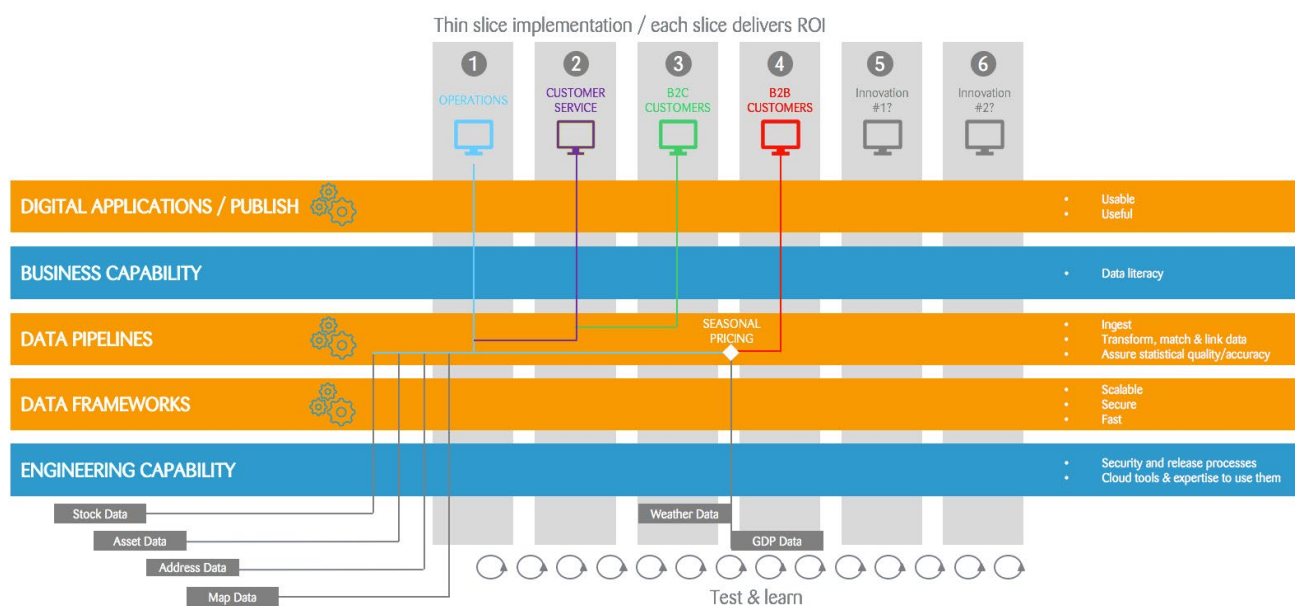 Thin slice implementation / each slice delivers ROI
1
2
3
4
5
6
OPERATIONS
CUSTOMER
SERVICE
B2C
CUSTOMERS
B2B
CUSTOMERS
Innovation
#1?
Innovation
#2?
DIGITAL APPLICATIONS / PUBLISH
• Usable
• Useful
BUSINESS CAPABILITY
• Data literacy
DATA PIPELINES
SEASONAL
PRICING
• Ingest
• Transform, match & link data
• Assure statistical quality/accuracy
DATA FRAMEWORKS
• Scalable
• Secure
• Fast
ENGINEERING CAPABILITY
• Security and release processes
• Cloud tools & expertise to use them
Stock Data
Asset Data
Address Data
Map Data
Weather Data
GDP Data
Test & learn